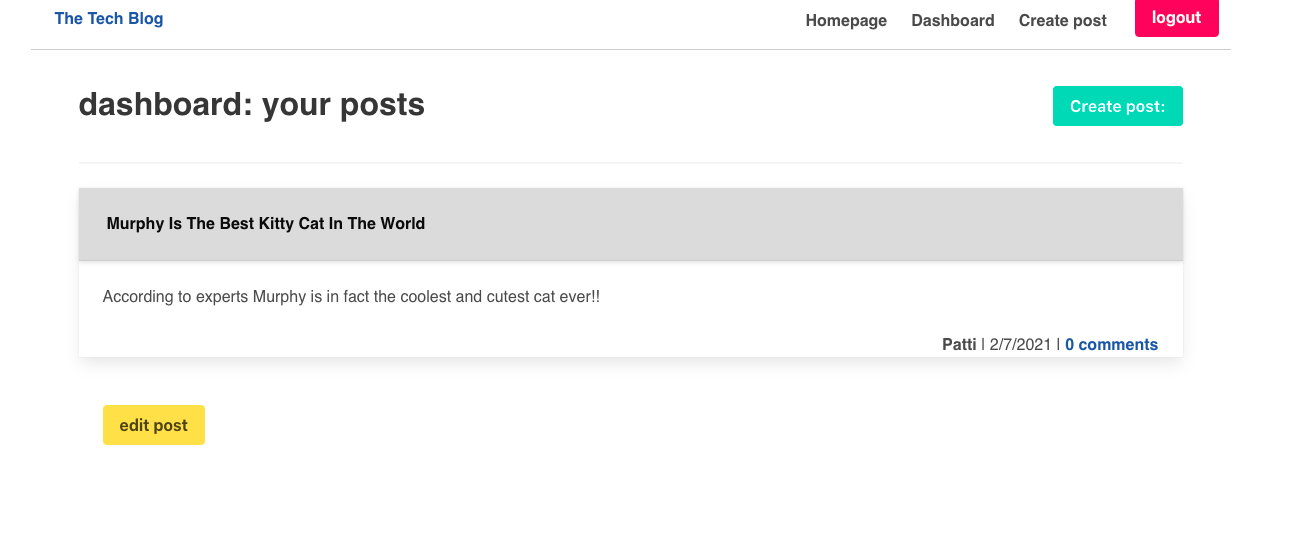 The Tech Blog
Homepage Dashboard Create post logout
dashboard: your posts
Create post:
Murphy Is The Best Kitty Cat In The World
According to experts Murphy is in fact the coolest and cutest cat ever!!
Patti | 2/7/2021 | 0 comments
edit post